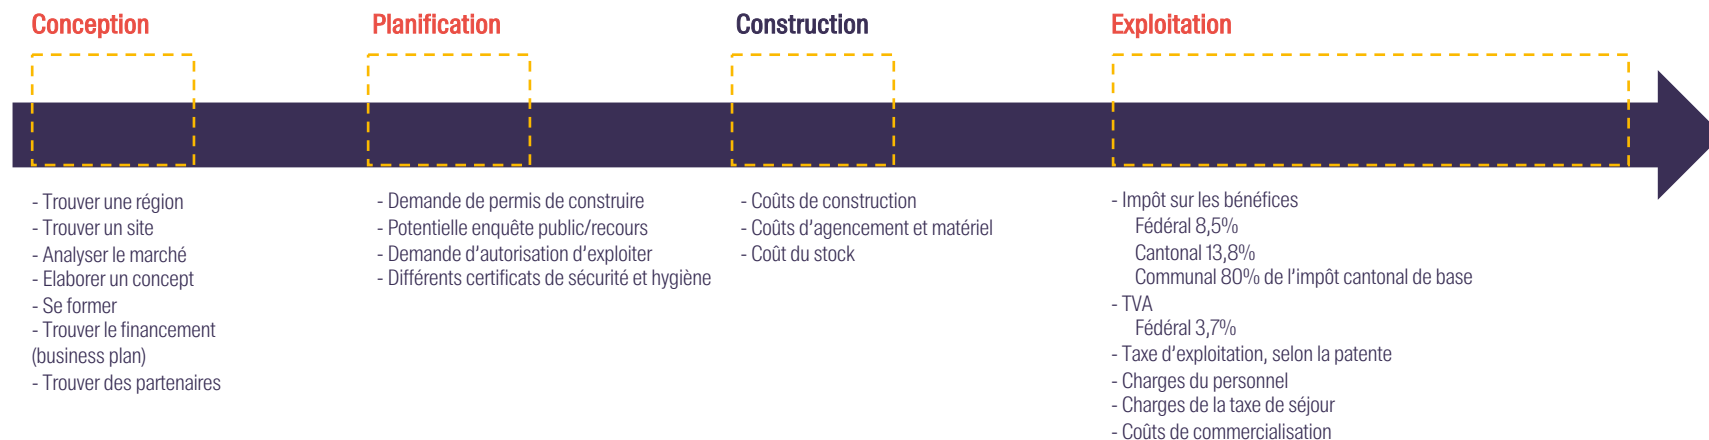 Conception
Planification
Construction
Exploitation
- Trouver une région
- Trouver un site
- Analyser le marché
- Elaborer un concept
- Se former
- Trouver le financement
(business plan)
- Trouver des partenaires
- Demande de permis de construire
- Potentielle enquête public/recours
- Demande d'autorisation d'exploiter
- Différents certificats de sécurité et hygiène
- Coûts de construction
- Coûts d'agencement et matériel
- Coût du stock
- Impôt sur les bénéfices
Fédéral 8,5%
Cantonal 13,8%
Communal 80% de l'impôt cantonal de base
- TVA
Fédéral 3,7%
- Taxe d'exploitation, selon la patente
- Charges du personnel
- Charges de la taxe de séjour
- Coûts de commercialisation